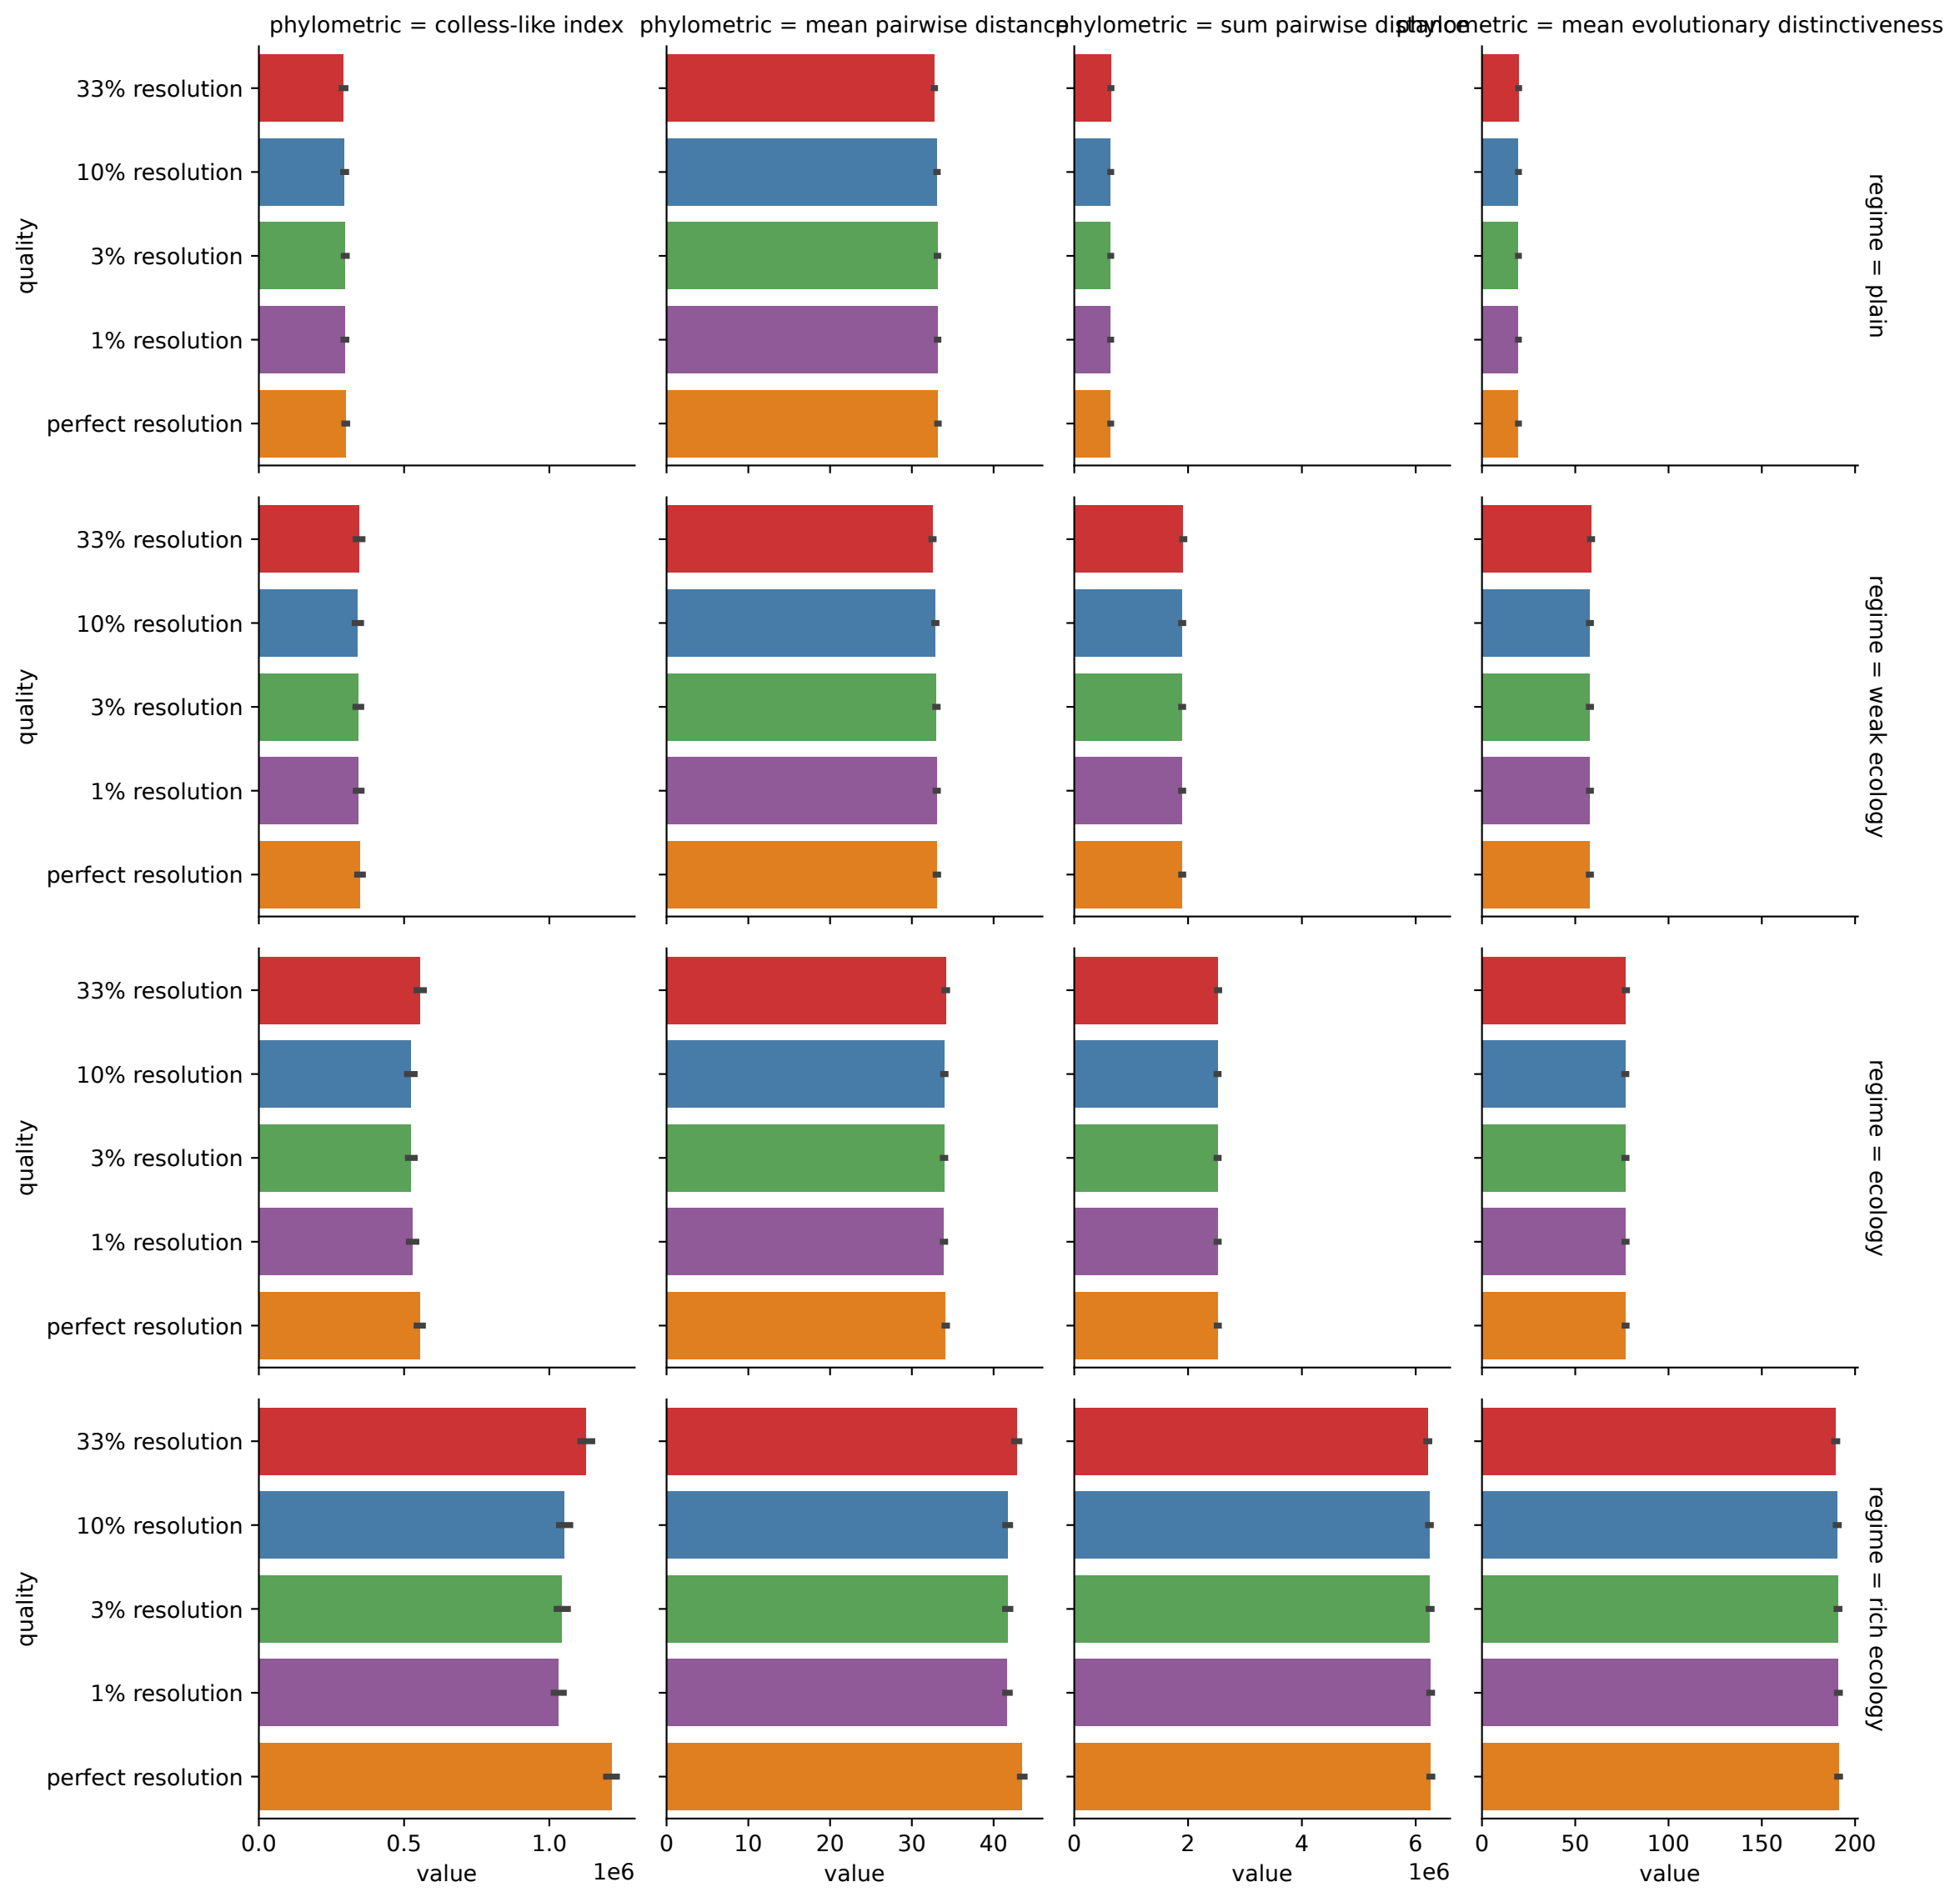 phylometric = colless-like index
phylometric = mean pairwise distance
phylometric = sum pairwise distance
phylometric = mean evolutionary distinctiveness
quality
33% resolution
10% resolution
3% resolution
1% resolution
perfect resolution
regime = plain
quality
33% resolution
10% resolution
3% resolution
1% resolution
perfect resolution
regime = weak ecology
quality
33% resolution
10% resolution
3% resolution
1% resolution
perfect resolution
regime = ecology
quality
33% resolution
10% resolution
3% resolution
1% resolution
perfect resolution
regime = rich ecology
0.0 0.5 1.0
1e6
value
0 10 20 30 40
value
0 2 4 6
1e6
value
0 50 100 150 200
value